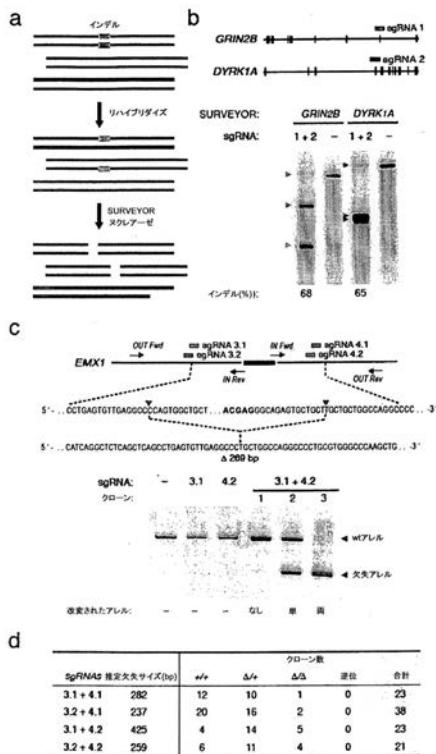 a
インデル
リハイブリダイズ
SURVEYOR
ヌクレアーゼ
b
sgRNA 1
GRIN2B
sgRNA 2
DYRK1A
SURVEYOR: GRIN2B DYRK1A
sgRNA: 1 + 2 – 1 + 2 –
インデル(%)): 68 65
c
OUT Fwd sgRNA 3.1 IN Fwd sgRNA 4.1
sgRNA 3.2 sgRNA 4.2
EMX1
IN Rev OUT Rev
5'-...CCTGAGTGTTGAGGCCCCAGTGGCTGCT... ACGAGGGCAGAGTGCTGCTTGCTGCTGGCCAGGCCCC...-3'
5'-...CATCAGGCTCTCAGCTCAGCCTGAGTGTTGAGGCCCTGCTGGCCAGGCCCCTGCGTGGGCCCAAGCTG...-3'
Δ 269 bp
sgRNA: – 3.1 4.2 3.1 + 4.2
クローン: 1 2 3
wtアレル
欠失アレル
改変されたアレル: – – – なし 単 両
d
クローン数
sgRNAs 推定欠失サイズ(bp) +/+ Δ/+ Δ/Δ 逆位 合計
3.1 + 4.1 282 12 10 1 0 23
3.2 + 4.1 237 20 16 2 0 38
3.1 + 4.2 425 4 14 5 0 23
3.2 + 4.2 259 6 11 4 0 21